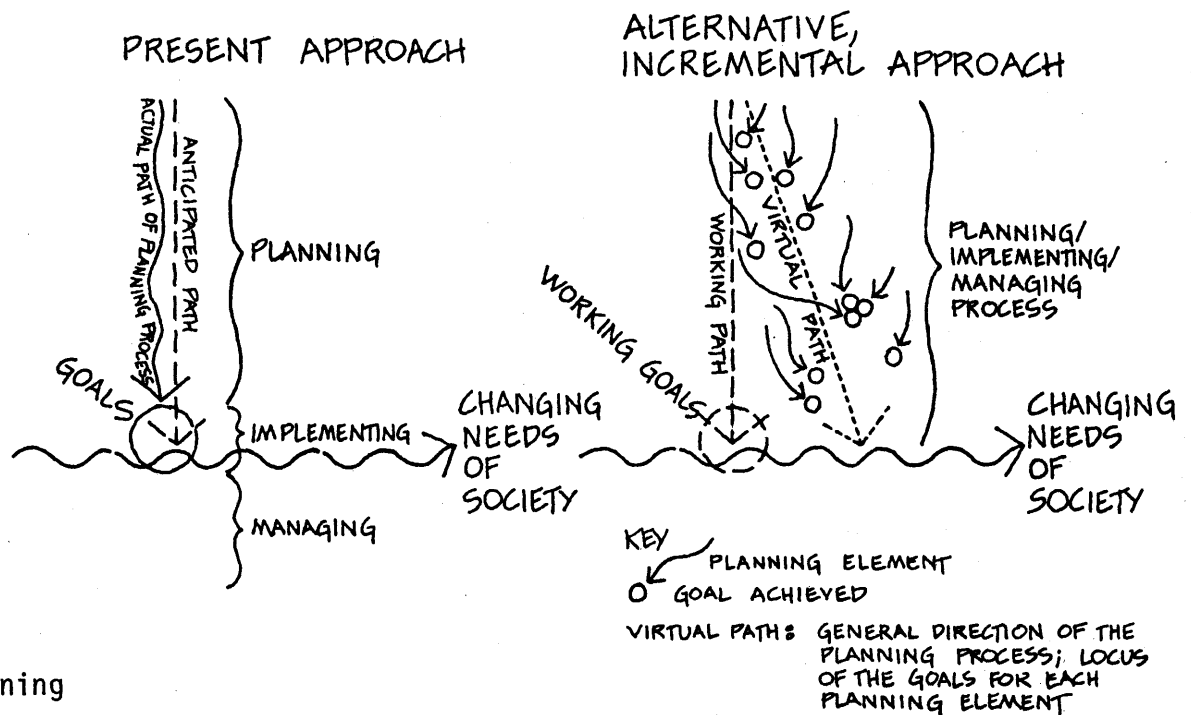 PRESENT APPROACH
ACTUAL PATH OF PLANNING PROCESS
ANTICIPATED PATH
PLANNING
GOALS
IMPLEMENTING
MANAGING
CHANGING
NEEDS
OF
SOCIETY
ALTERNATIVE,
INCREMENTAL APPROACH
WORKING PATH
VIRTUAL PATH
PLANNING/
IMPLEMENTING/
MANAGING
PROCESS
WORKING GOALS
CHANGING
NEEDS
OF
SOCIETY
KEY
PLANNING ELEMENT
GOAL ACHIEVED
VIRTUAL PATH: GENERAL DIRECTION OF THE
PLANNING PROCESS; LOCUS
OF THE GOALS FOR EACH
PLANNING ELEMENT
ning